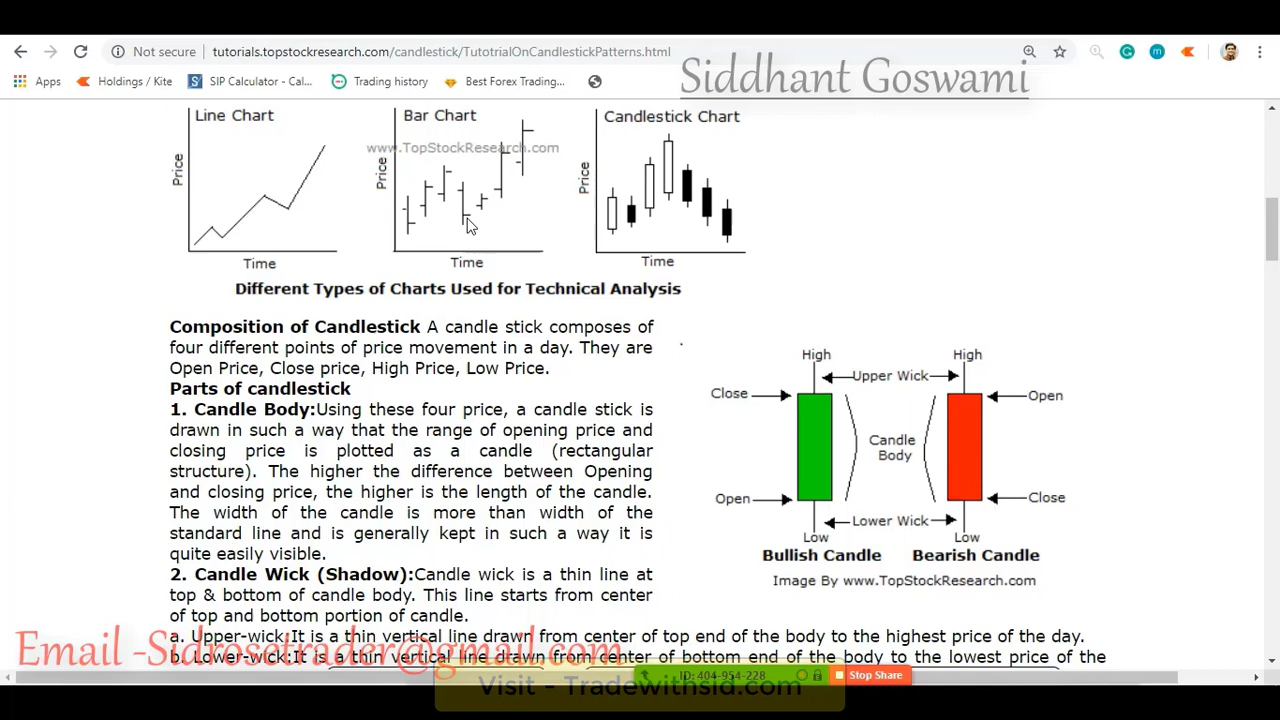 Not secure
tutorials.topstockresearch.com/candlestick/TutotrialOnCandlestickPatterns.html
Siddhant Goswami
Apps
Holdings / Kite
SIP Calculator - Cal...
Trading history
Best Forex Trading...
Line Chart
Bar Chart
Candlestick Chart
www.TopStockResearch.com
Price
Price
Price
Time
Time
Time
Different Types of Charts Used for Technical Analysis
Composition of Candlestick A candle stick composes of
four different points of price movement in a day. They are
Open Price, Close price, High Price, Low Price.
Parts of candlestick
1. Candle Body:Using these four price, a candle stick is
drawn in such a way that the range of opening price and
closing price is plotted as a candle (rectangular
structure). The higher the difference between Opening
and closing price, the higher is the length of the candle.
The width of the candle is more than width of the
standard line and is generally kept in such a way it is
quite easily visible.
2. Candle Wick (Shadow):Candle wick is a thin line at
top & bottom of candle body. This line starts from center
of top and bottom portion of candle.
High
High
Upper Wick
Close
Open
Candle
Body
Open
Close
Lower Wick
Low
Low
Bullish Candle
Bearish Candle
Image By www.TopStockResearch.com
a. Upper-wick:It is a thin vertical line drawn from center of top end of the body to the highest price of the day.
b. Lower-wick:It is a thin vertical line drawn from center of bottom end of the body to the lowest price of the
Email -Sidrosetrader@gmail.com
ID: 404-954-228
Stop Share
Visit - Tradewithsid.com